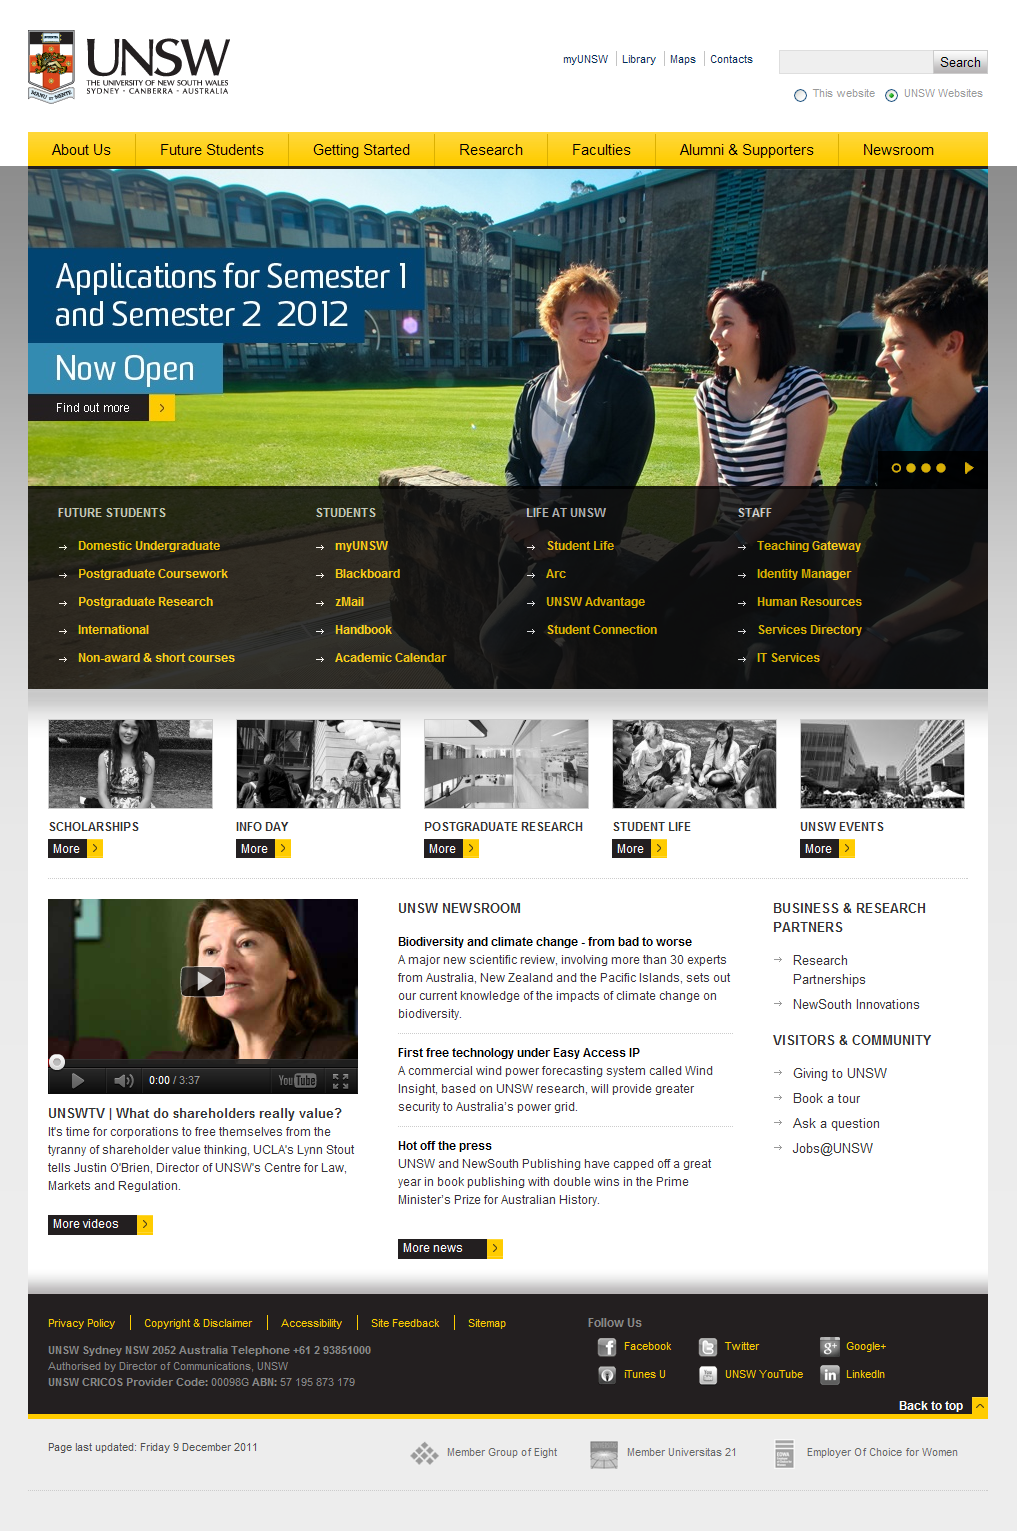 UNSW
THE UNIVERSITY OF NEW SOUTH WALES
SYDNEY · CANBERRA · AUSTRALIA
myUNSW
Library
Maps
Contacts
Search
This website
UNSW Websites
About Us
Future Students
Getting Started
Research
Faculties
Alumni & Supporters
Newsroom
Applications for Semester 1
and Semester 2 2012
Now Open
Find out more
FUTURE STUDENTS
Domestic Undergraduate
Postgraduate Coursework
Postgraduate Research
International
Non-award & short courses
STUDENTS
myUNSW
Blackboard
zMail
Handbook
Academic Calendar
LIFE AT UNSW
Student Life
Arc
UNSW Advantage
Student Connection
STAFF
Teaching Gateway
Identity Manager
Human Resources
Services Directory
IT Services
SCHOLARSHIPS
More
INFO DAY
More
POSTGRADUATE RESEARCH
More
STUDENT LIFE
More
UNSW EVENTS
More
0:00 / 3:37
YouTube
UNSWTV | What do shareholders really value?
It's time for corporations to free themselves from the
tyranny of shareholder value thinking, UCLA's Lynn Stout
tells Justin O'Brien, Director of UNSW's Centre for Law,
Markets and Regulation.
More videos
UNSW NEWSROOM
Biodiversity and climate change - from bad to worse
A major new scientific review, involving more than 30 experts
from Australia, New Zealand and the Pacific Islands, sets out
our current knowledge of the impacts of climate change on
biodiversity.
First free technology under Easy Access IP
A commercial wind power forecasting system called Wind
Insight, based on UNSW research, will provide greater
security to Australia's power grid.
Hot off the press
UNSW and NewSouth Publishing have capped off a great
year in book publishing with double wins in the Prime
Minister's Prize for Australian History.
More news
BUSINESS & RESEARCH
PARTNERS
Research
Partnerships
NewSouth Innovations
VISITORS & COMMUNITY
Giving to UNSW
Book a tour
Ask a question
Jobs@UNSW
Privacy Policy
Copyright & Disclaimer
Accessibility
Site Feedback
Sitemap
UNSW Sydney NSW 2052 Australia Telephone +61 2 93851000
Authorised by Director of Communications, UNSW
UNSW CRICOS Provider Code: 00098G ABN: 57 195 873 179
Follow Us
Facebook
Twitter
Google+
iTunes U
UNSW YouTube
LinkedIn
Back to top
Page last updated: Friday 9 December 2011
Member Group of Eight
Member Universitas 21
Employer Of Choice for Women